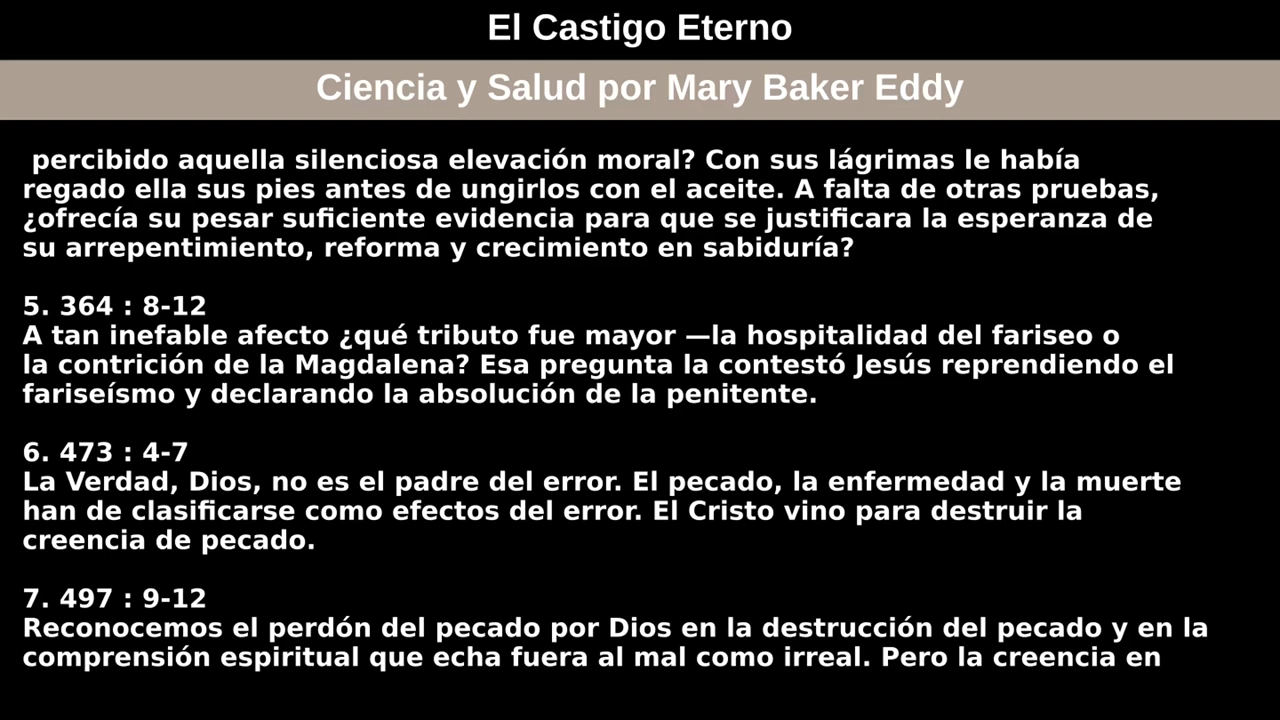 El Castigo Eterno
Ciencia y Salud por Mary Baker Eddy
percibido aquella silenciosa elevación moral? Con sus lágrimas le había
regado ella sus pies antes de ungirlos con el aceite. A falta de otras pruebas,
¿ofrecía su pesar suficiente evidencia para que se justificara la esperanza de
su arrepentimiento, reforma y crecimiento en sabiduría?
5. 364 : 8-12
A tan inefable afecto ¿qué tributo fue mayor —la hospitalidad del fariseo o
la contrición de la Magdalena? Esa pregunta la contestó Jesús reprendiendo el
fariseísmo y declarando la absolución de la penitente.
6. 473 : 4-7
La Verdad, Dios, no es el padre del error. El pecado, la enfermedad y la muerte
han de clasificarse como efectos del error. El Cristo vino para destruir la
creencia de pecado.
7. 497 : 9-12
Reconocemos el perdón del pecado por Dios en la destrucción del pecado y en la
comprensión espiritual que echa fuera al mal como irreal. Pero la creencia en